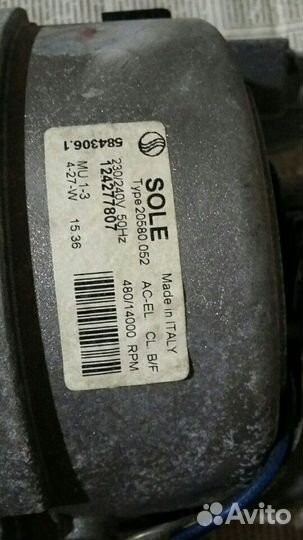 SOLE
Type 20580.052
230/240V 50Hz
124277807
584306.1
Made in ITALY
AC-EL CL. B/F
480/14000 RPM
MU 1-3
4-27-W 15.36
Avito